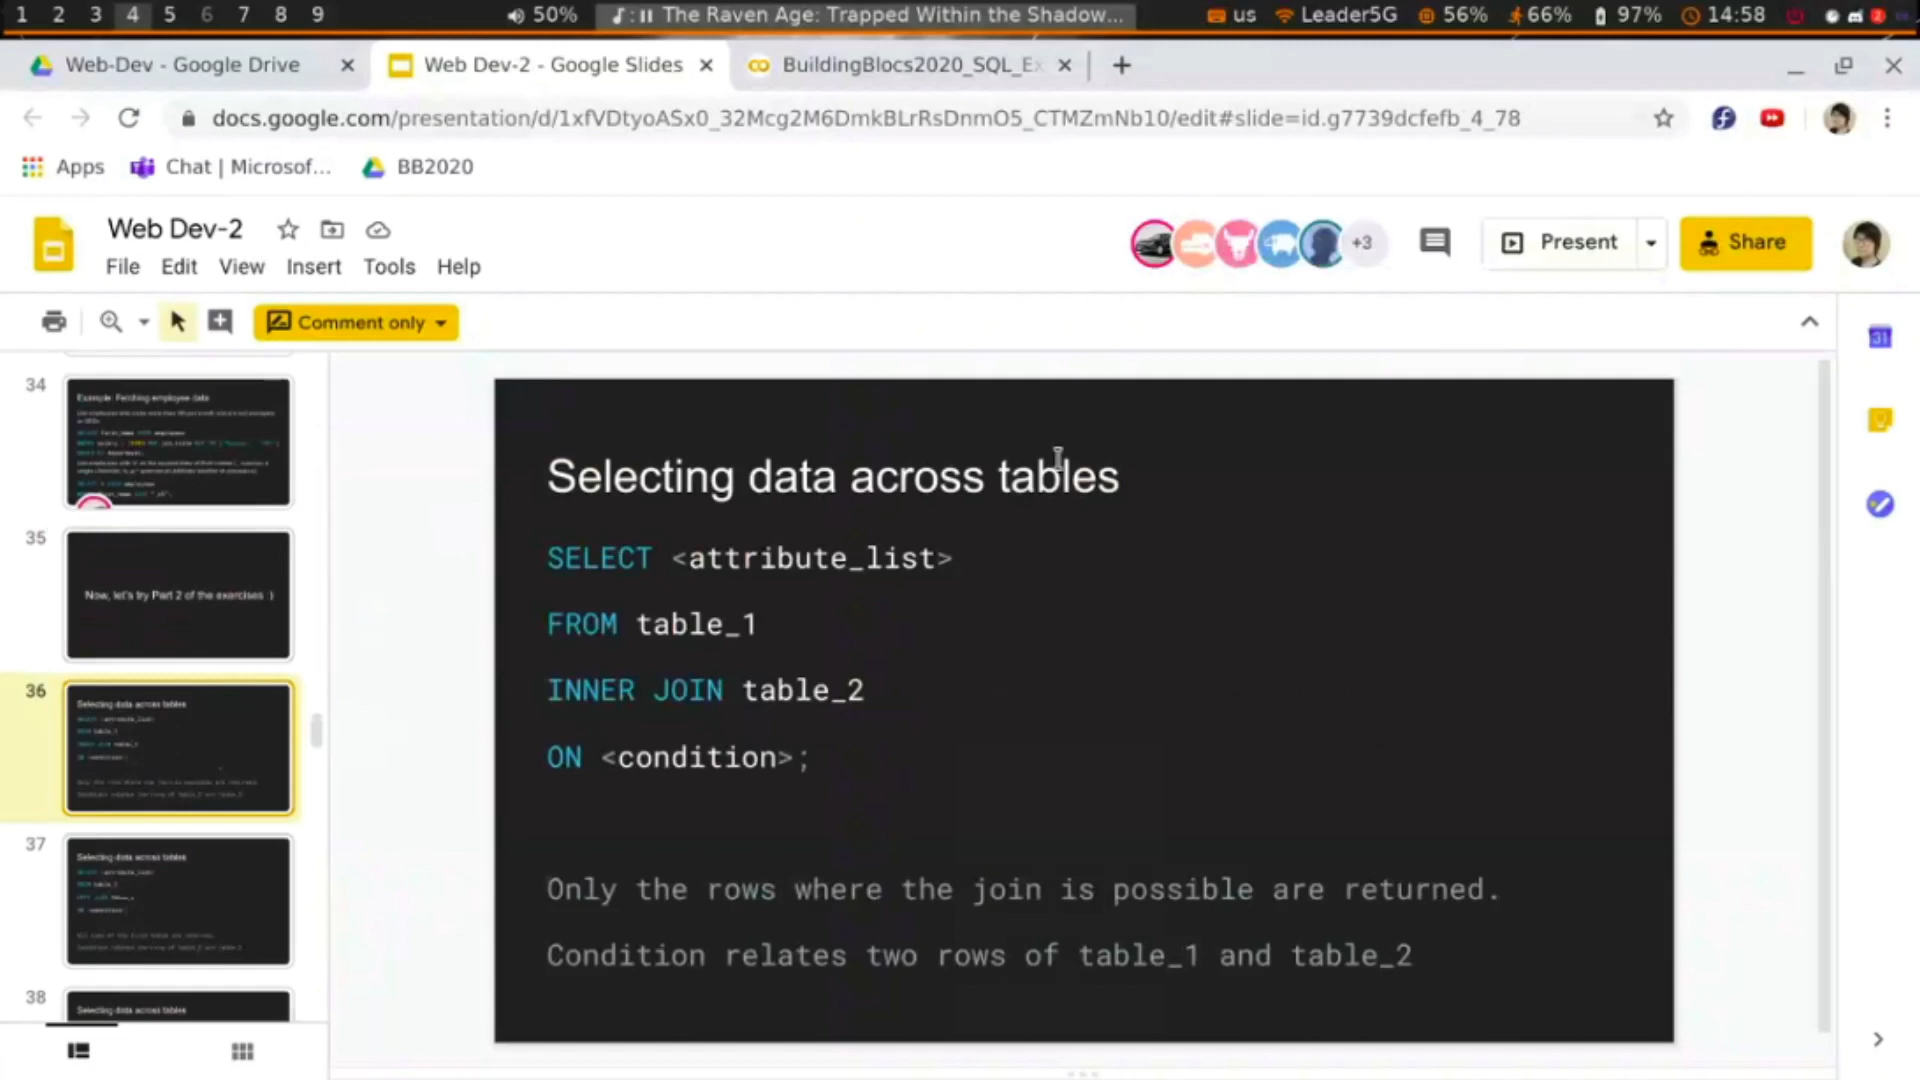 1 2 3 4 5 6 7 8 9
50%
The Raven Age: Trapped Within the Shadow...
us
Leader5G
56%
66%
97%
14:58
Web-Dev - Google Drive
Web Dev-2 - Google Slides
BuildingBlocs2020_SQL_Ex
docs.google.com/presentation/d/1xfVDtyoASx0_32Mcg2M6DmkBLrRsDnmO5_CTMZmNb10/edit#slide=id.g7739dcfefb_4_78
Apps
Chat | Microsof...
BB2020
Web Dev-2
File Edit View Insert Tools Help
+3
Present
Share
Comment only
31
34
Example: Fetching employee data
35
Now, let's try Part 2 of the exercises :)
36
Selecting data across tables
37
Selecting data across tables
38
Selecting data across tables
Selecting data across tables
SELECT <attribute_list>
FROM table_1
INNER JOIN table_2
ON <condition>;
Only the rows where the join is possible are returned.
Condition relates two rows of table_1 and table_2